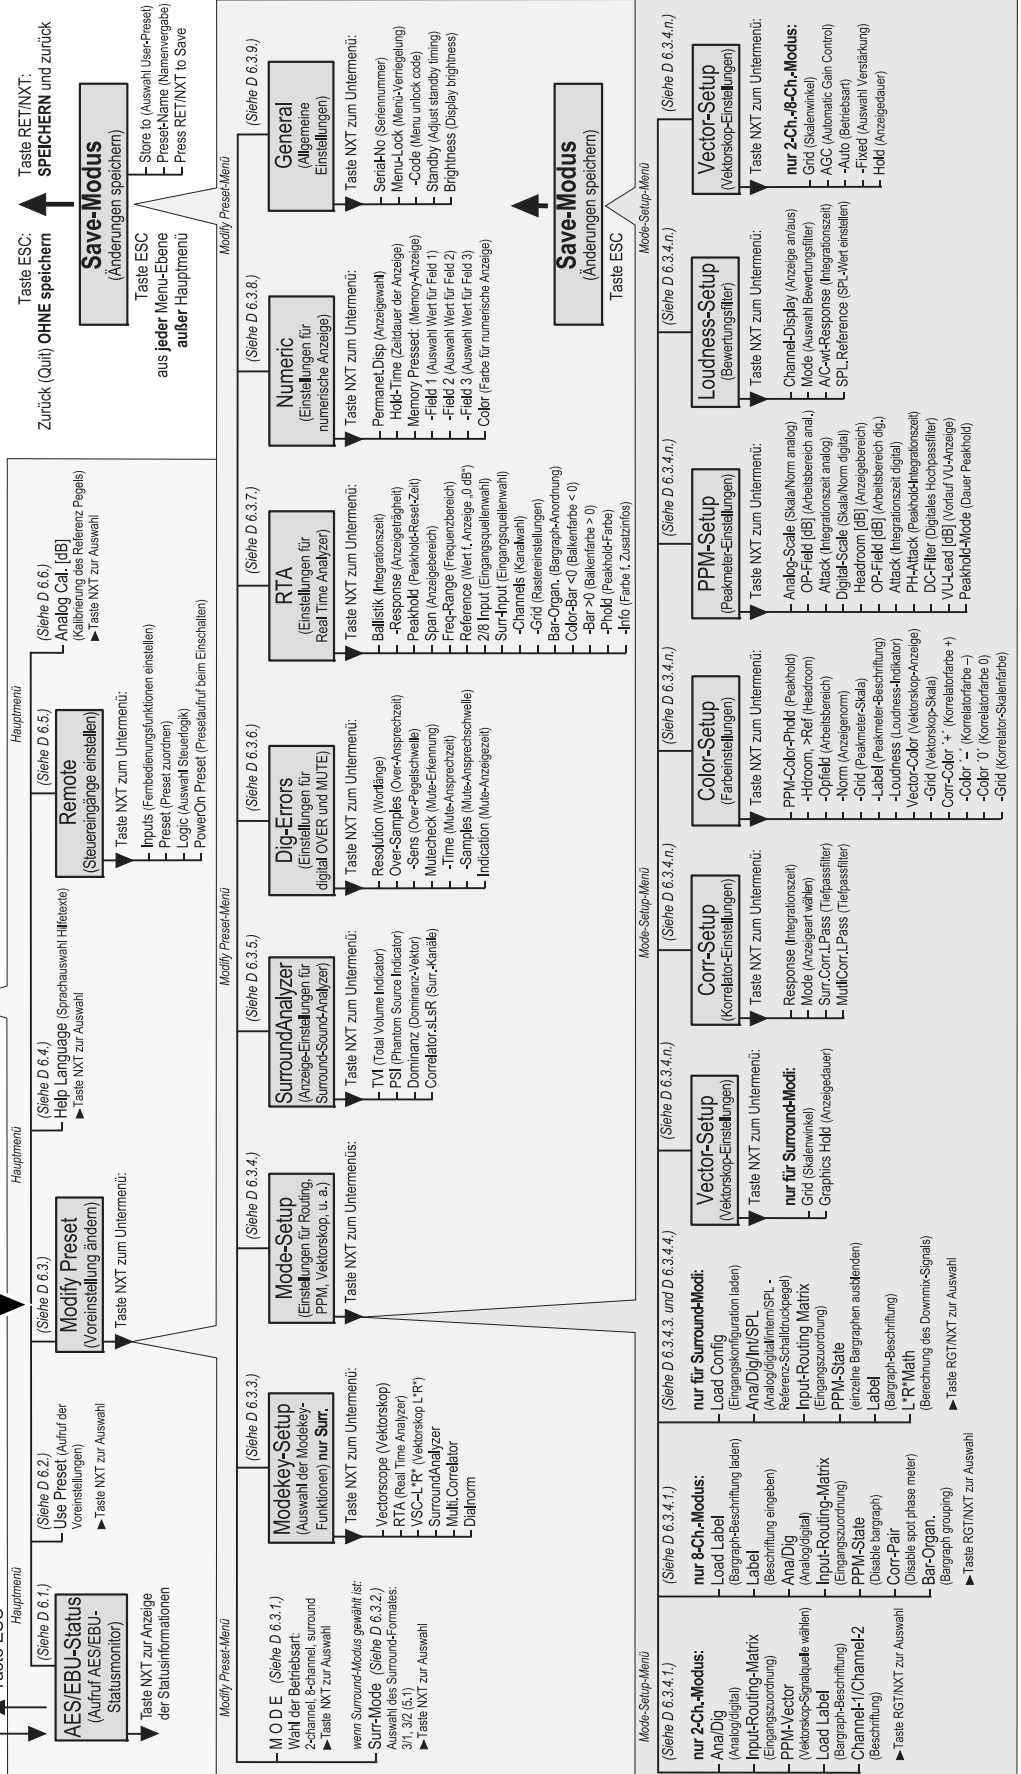 Taste ESC
Hauptmenü
(Siehe D 6.1.)
AES/EBU-Status
(Aufruf AES/EBU-
Statusmonitor)
Taste NXT zur Anzeige
der Statusinformationen
(Siehe D 6.2.)
Use Preset (Aufruf der
Voreinstellungen)
►Taste NXT zur Auswahl
(Siehe D 6.3.)
Modify Preset
(Voreinstellung ändern)
Taste NXT zum Untermenü:
Hauptmenü
(Siehe D 6.4.)
Help Language (Sprachauswahl Hilfetexte)
►Taste NXT zur Auswahl
(Siehe D 6.5.)
Remote
(Steuereingänge einstellen)
Taste NXT zum Untermenü:
Inputs (Fernbedienungsfunktionen einstellen)
Preset (Preset zuordnen)
Logic (Auswahl Steuerlogik)
PowerOn Preset (Presetaufruf beim Einschalten)
Hauptmenü
(Siehe D 6.6.)
Analog Cal. [dB]
(Kalibrierung des Referenz Pegels)
►Taste NXT zur Auswahl
Taste ESC:
Zurück (Quit) OHNE speichern
Taste RET/NXT:
SPEICHERN und zurück
Save-Modus
(Änderungen speichern)
Taste ESC
aus jeder Menu-Ebene
außer Hauptmenü
Store to (Auswahl User-Preset)
Preset-Name (Namenvergabe)
Press RET/NXT to Save
Modify Preset-Menü
M O D E (Siehe D 6.3.1.)
Wahl der Betriebsart:
2-channel, 8-channel, surround
►Taste NXT zur Auswahl
wenn Surround-Modus gewählt ist:
Surr-Mode (Siehe D 6.3.2.)
Auswahl des Surround-Formates:
3/1, 3/2 (5.1)
►Taste NXT zur Auswahl
(Siehe D 6.3.3.)
Modekey-Setup
(Auswahl der Modekey-
Funktionen) nur Surr.
Taste NXT zum Untermenü:
Vectorscope (Vektorskop)
RTA (Real Time Analyzer)
VSC–L*R* (Vektorskop L*R*)
SurroundAnalyzer
Multi.Correlator
Dialnorm
(Siehe D 6.3.4.)
Mode-Setup
(Einstellungen für Routing,
PPM, Vektorskop, u. a.)
Taste NXT zum Untermenüs:
(Siehe D 6.3.5.)
SurroundAnalyzer
(Anzeige-Einstellungen für
Surround-Sound-Analyzer)
Taste NXT zum Untermenü:
TVI (Total Volume Indicator)
PSI (Phantom Source Indicator)
Dominanz (Dominanz-Vektor)
Correlator.sLsR (Surr.-Kanäle)
Modify Preset-Menü
(Siehe D 6.3.6.)
Dig-Errors
(Einstellungen für
digital OVER und MUTE)
Taste NXT zum Untermenü:
Resolution (Wortlänge)
Over-Samples (Over-Ansprechzeit)
-Sens (Over-Pegelschwelle)
Mutecheck (Mute-Erkennung)
-Time (Mute-Ansprechzeit)
-Samples (Mute-Ansprechschwelle)
Indication (Mute-Anzeigezeit)
(Siehe D 6.3.7.)
RTA
(Einstellungen für
Real Time Analyzer)
Taste NXT zum Untermenü:
Ballistik (Integrationszeit)
-Response (Anzeigeträgheit)
Peakhold (Peakhold-Reset-Zeit)
Span (Anzeigebereich)
Freq-Range (Frequenzbereich)
Reference (Wert f. Anzeige „0 dB“)
2/8 Input (Eingangsquellenwahl)
Surr-Input (Eingangsquellenwahl)
-Channels (Kanalwahl)
-Grid (Rastereinstellungen)
Bar-Organ. (Bargraph-Anordnung)
Color-Bar <0 (Balkenfarbe < 0)
-Bar >0 (Balkenfarbe > 0)
-Phold (Peakhold-Farbe)
-Info (Farbe f. Zusatzinfos)
(Siehe D 6.3.8,)
Numeric
(Einstellungen für
numerische Anzeige)
Taste NXT zum Untermenü:
Permanet.Disp (Anzeigewahl)
Hold-Time (Zeitdauer der Anzeige)
Memory Pressed: (Memory-Anzeige)
-Field 1 (Auswahl Wert für Feld 1)
-Field 2 (Auswahl Wert für Feld 2)
-Field 3 (Auswahl Wert für Feld 3)
Color (Farbe für numerische Anzeige)
Modify Preset-Menü
(Siehe D 6.3.9.)
General
(Allgemeine
Einstellungen)
Taste NXT zum Untermenü:
Serial-No (Seriennummer)
Menu-Lock (Menü-Verriegelung)
-Code (Menu unlock code)
Standby (Adjust standby timing)
Brightness (Display brightness)
Save-Modus
(Änderungen speichern)
Taste ESC
Mode-Setup-Menü
(Siehe D 6.3.4.1.)
nur 2-Ch.-Modus:
Ana/Dig
(Analog/digital)
Input-Routing-Matrix
(Eingangszuordnung)
PPM-Vector
(Vektorskop-Signalquelle wählen)
Load Label
(Bargraph-Beschriftung)
Channel-1/Channel-2
(Beschriftung)
►Taste RGT/NXT zur Auswahl
(Siehe D 6.3.4.1.)
nur 8-Ch.-Modus:
Load Label
(Bargraph-Beschriftung laden)
Label
(Beschriftung eingeben)
Ana/Dig
(Analog/digital)
Input-Routing-Matrix
(Eingangszuordnung)
PPM-State
(Disable bargraph)
Corr-Pair
(Disable spot phase meter)
Bar-Organ.
(Bargraph grouping)
►Taste RGT/NXT zur Auswahl
(Siehe D 6.3.4.3. und D 6.3.4.4.)
nur für Surround-Modi:
Load Config
(Eingangskonfiguration laden)
Ana/Dig/Int/SPL
(Analog/digital/intern/SPL -
Referenz-Schalldruckpegel)
Input-Routing Matrix
(Eingangszuordnung)
PPM-State
(einzelne Bargraphen ausblenden)
Label
(Bargraph-Beschriftung)
L*R*Math
(Berechnung des Downmix-Signals)
►Taste RGT/NXT zur Auswahl
(Siehe D 6.3.4.n.)
Vector-Setup
(Vektorskop-Einstellungen)
Taste NXT zum Untermenü:
nur für Surround-Modi:
Grid (Skalenwinkel)
Graphics Hold (Anzeigedauer)
Mode-Setup-Menü
(Siehe D 6.3.4.n.)
Corr-Setup
(Korrelator-Einstellungen)
Taste NXT zum Untermenü:
Response (Integrationszeit)
Mode (Anzeigeart wählen)
Surr.Corr.LPass (Tiefpassfilter)
MultiCorr.LPass (Tiefpassfilter)
(Siehe D 6.3.4.n.)
Color-Setup
(Farbeinstellungen)
Taste NXT zum Untermenü:
PPM-Color-Phold (Peakhold)
-Hdroom, >Ref (Headroom)
-Opfield (Arbeitsbereich)
-Norm (Anzeigenorm)
-Grid (Peakmeter-Skala)
-Label (Peakmeter-Beschriftung)
-Loudness (Loudness-Indikator)
Vector-Color (Vektorskop-Anzeige)
-Grid (Vektorskop-Skala)
Corr-Color ´+´ (Korrelatorfarbe +)
-Color ´–´ (Korrelatorfarbe –)
-Color ´0´ (Korrelatorfarbe 0)
-Grid (Korrelator-Skalenfarbe)
(Siehe D 6.3.4.n.)
PPM-Setup
(Peakmeter-Einstellungen)
Taste NXT zum Untermenü:
Analog-Scale (Skala/Norm analog)
OP-Field [dB] (Arbeitsbereich anal.)
Attack (Integrationszeit analog)
Digital-Scale (Skala/Norm digital)
Headroom [dB] (Anzeigebereich)
OP-Field [dB] (Arbeitsbereich dig.)
Attack (Integrationszeit digital)
PH-Attack (Peakhold-Integrationszeit)
DC-Filter (Digitales Hochpassfilter)
VU-Lead [dB] (Vorlauf VU-Anzeige)
Peakhold-Mode (Dauer Peakhold)
(Siehe D 6.3.4.n.)
Loudness-Setup
(Bewertungsfilter)
Taste NXT zum Untermenü:
Channel-Display (Anzeige an/aus)
Mode (Auswahl Bewertungsfilter)
A/C-wt-Response (Integrationszeit)
SPL.Reference (SPL-Wert einstellen)
Mode-Setup-Menü
(Siehe D 6.3.4.n.)
Vector-Setup
(Vektorskop-Einstellungen)
Taste NXT zum Untermenü:
nur 2-Ch./8-Ch.-Modus:
Grid (Skalenwinkel)
AGC (Automatic Gain Control)
-Auto (Betriebsart)
-Fixed (Auswahl Verstärkung)
Hold (Anzeigedauer)